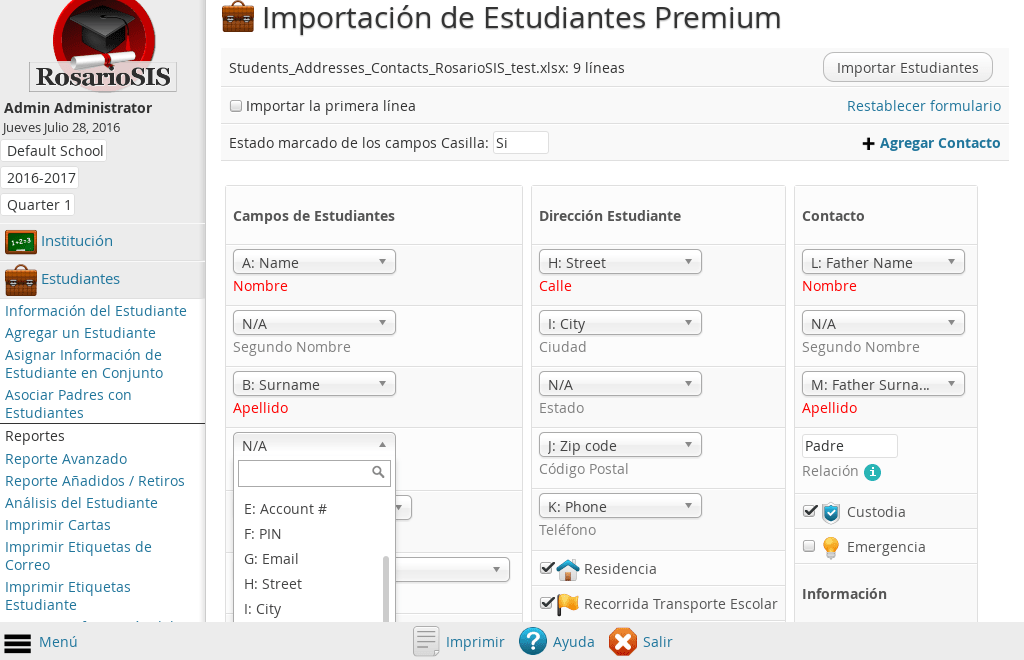 RosarioSIS
Admin Administrator
Jueves Julio 28, 2016
Default School
2016-2017
Quarter 1
1+2=3
Institución
Estudiantes
Información del Estudiante
Agregar un Estudiante
Asignar Información de
Estudiante en Conjunto
Asociar Padres con
Estudiantes
Reportes
Reporte Avanzado
Reporte Añadidos / Retiros
Análisis del Estudiante
Imprimir Cartas
Imprimir Etiquetas de
Correo
Imprimir Etiquetas
Estudiante
Importación de Estudiantes Premium
Students_Addresses_Contacts_RosarioSIS_test.xlsx: 9 líneas
Importar Estudiantes
Importar la primera línea
Restablecer formulario
Estado marcado de los campos Casilla: Si
Agregar Contacto
Campos de Estudiantes
A: Name
Nombre
N/A
Segundo Nombre
B: Surname
Apellido
N/A
E: Account #
F: PIN
G: Email
H: Street
I: City
Dirección Estudiante
H: Street
Calle
I: City
Ciudad
N/A
Estado
J: Zip code
Código Postal
K: Phone
Teléfono
Residencia
Recorrida Transporte Escolar
Contacto
L: Father Name
Nombre
N/A
Segundo Nombre
M: Father Surna...
Apellido
Padre
Relación
Custodia
Emergencia
Información
Menú
Imprimir
Ayuda
Salir